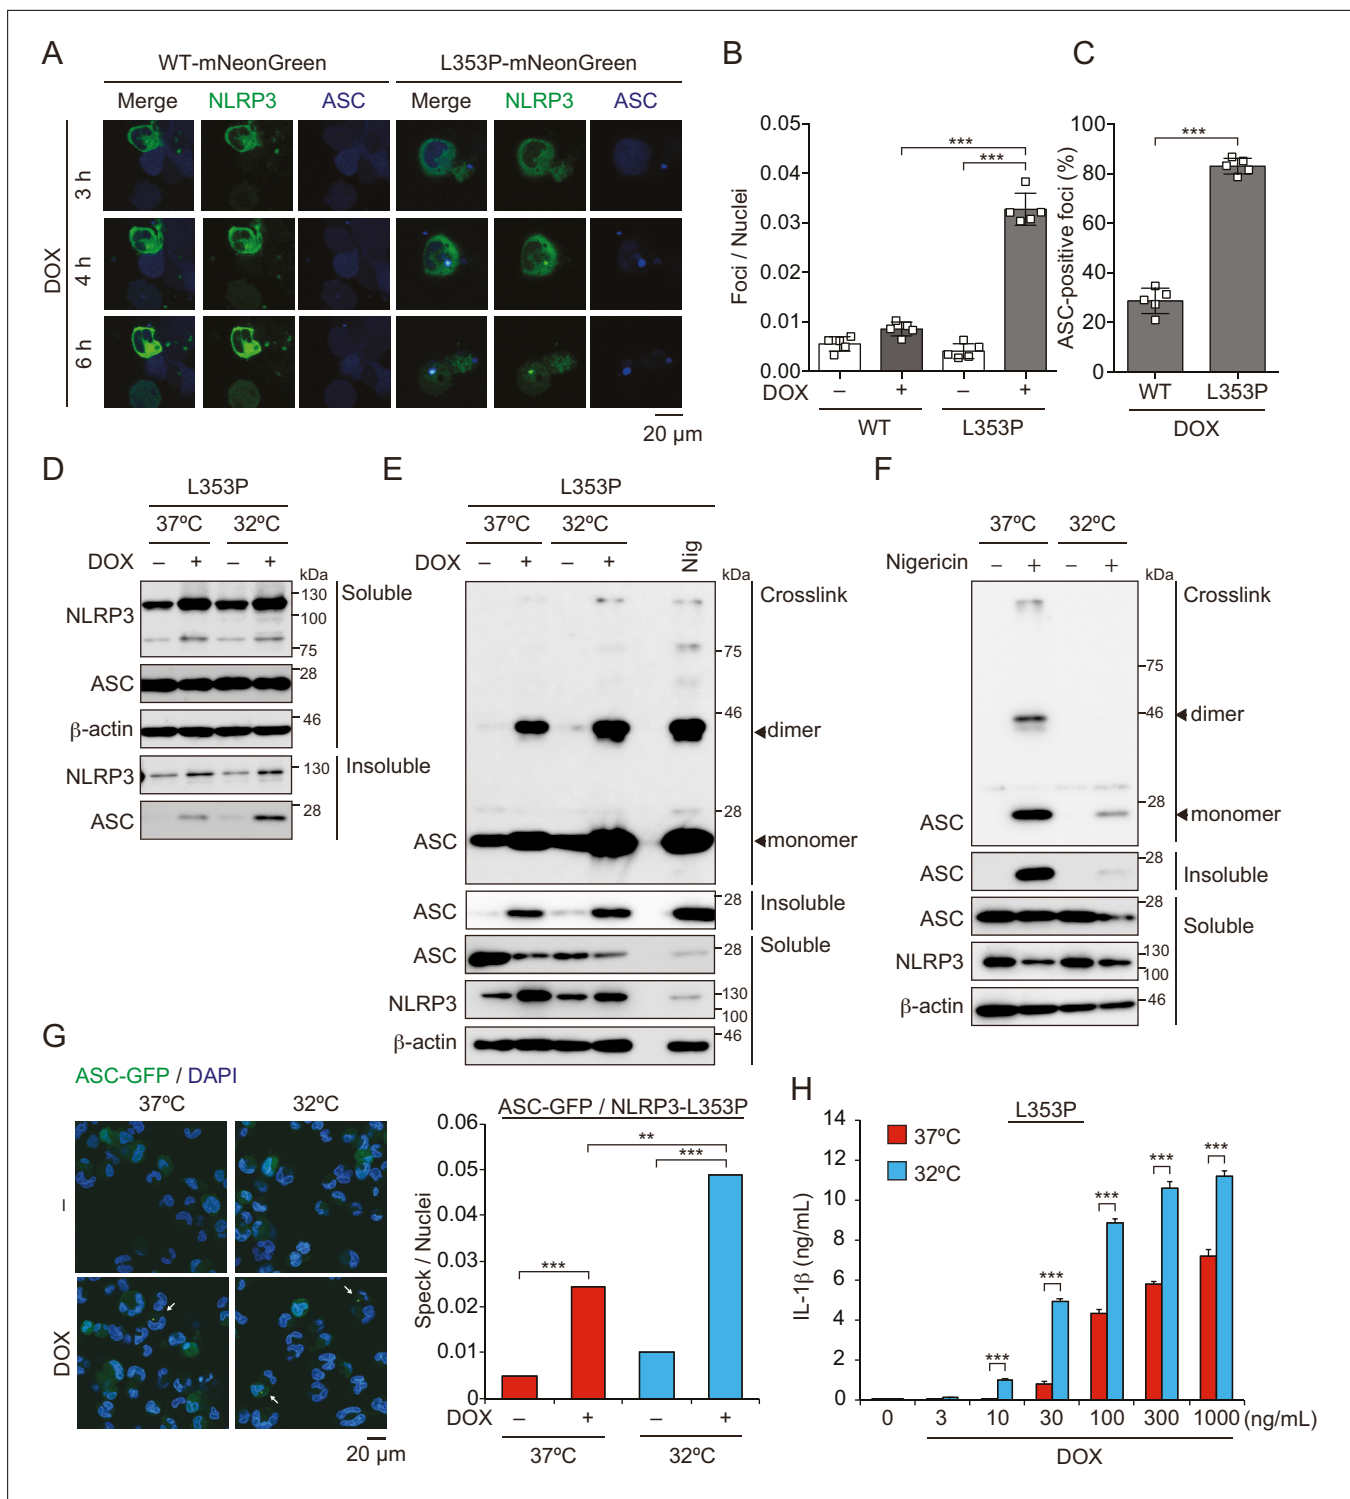 A
WT-mNeonGreen L353P-mNeonGreen
Merge NLRP3 ASC Merge NLRP3 ASC
DOX
3 h
4 h
6 h
20 µm
B
Foci / Nuclei
0.05
0.04
0.03
0.02
0.01
0.00
***
***
DOX – + – +
WT L353P
C
ASC-positive foci (%)
100
80
60
40
20
0
***
WT L353P
DOX
D
L353P
37ºC 32ºC
DOX – + – +
kDa
NLRP3 130 100 75 Soluble
ASC 28
β-actin 46
NLRP3 130 Insoluble
ASC 28
E
L353P
37ºC 32ºC
DOX – + – + Nig
kDa
Crosslink
75
46
dimer
28
ASC monomer
ASC 28 Insoluble
ASC 28 Soluble
NLRP3 130 100
β-actin 46
F
37ºC 32ºC
Nigericin – + – +
kDa
Crosslink
75
46 dimer
28
ASC monomer
ASC 28 Insoluble
ASC 28 Soluble
NLRP3 130 100
β-actin 46
G
ASC-GFP / DAPI
37ºC 32ºC
–
DOX
20 µm
ASC-GFP / NLRP3-L353P
Speck / Nuclei
0.06
0.05
0.04
0.03
0.02
0.01
0
**
***
***
DOX – + – +
37ºC 32ºC
H
L353P
37ºC
32ºC
IL-1β (ng/mL)
14
12
10
8
6
4
2
0
*** *** *** *** ***
0 3 10 30 100 300 1000 (ng/mL)
DOX